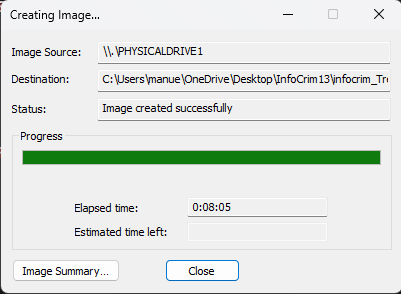 Creating Image...
Image Source: \\.\PHYSICALDRIVE1
Destination: C:\Users\manue\OneDrive\Desktop\InfoCrim13\infocrim_Tre
Status: Image created successfully
Progress
Elapsed time: 0:08:05
Estimated time left:
Image Summary... Close